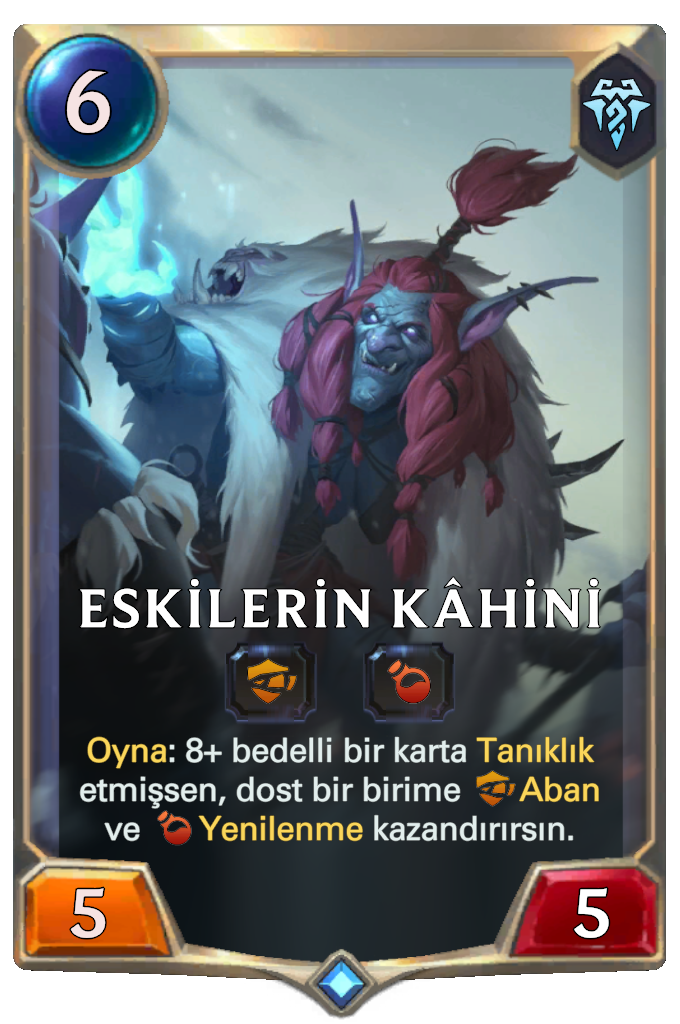 6
ESKİLERİN KÂHİNİ
Oyna: 8+ bedelli bir karta Tanıklık
etmişsen, dost bir birime Aban
ve Yenilenme kazandırırsın.
5
5